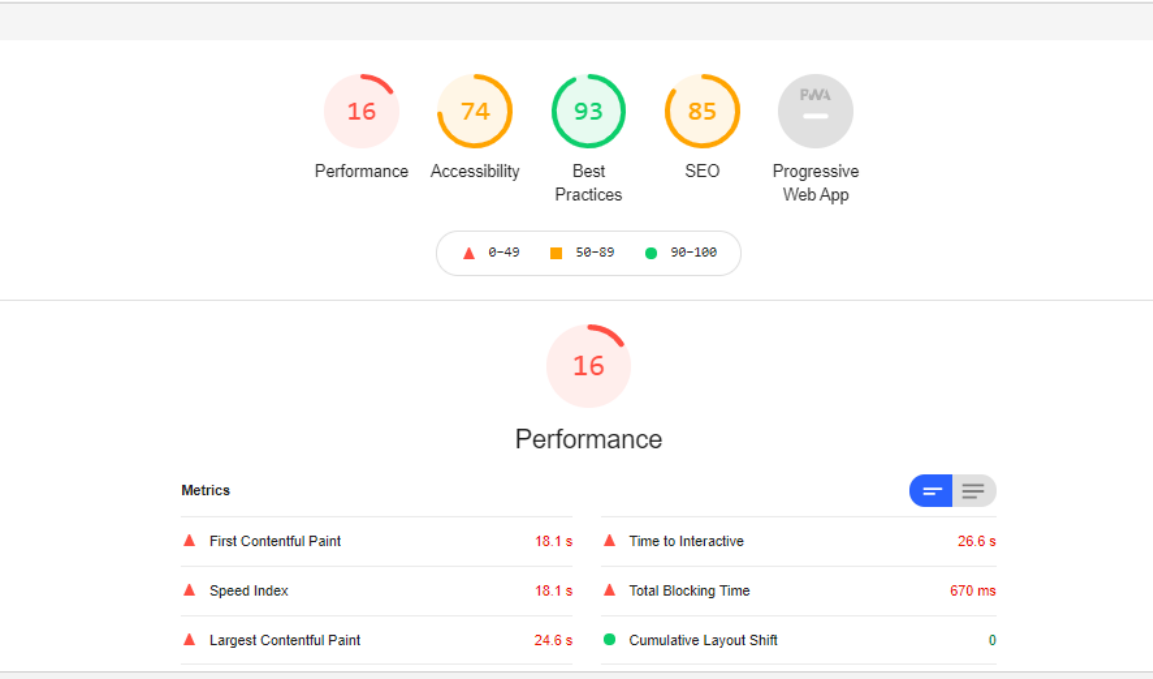 16 74 93 85 PWA
Performance Accessibility Best Practices SEO Progressive Web App
0–49 50–89 90–100
16
Performance
Metrics
First Contentful Paint 18.1 s Time to Interactive 26.6 s
Speed Index 18.1 s Total Blocking Time 670 ms
Largest Contentful Paint 24.6 s Cumulative Layout Shift 0